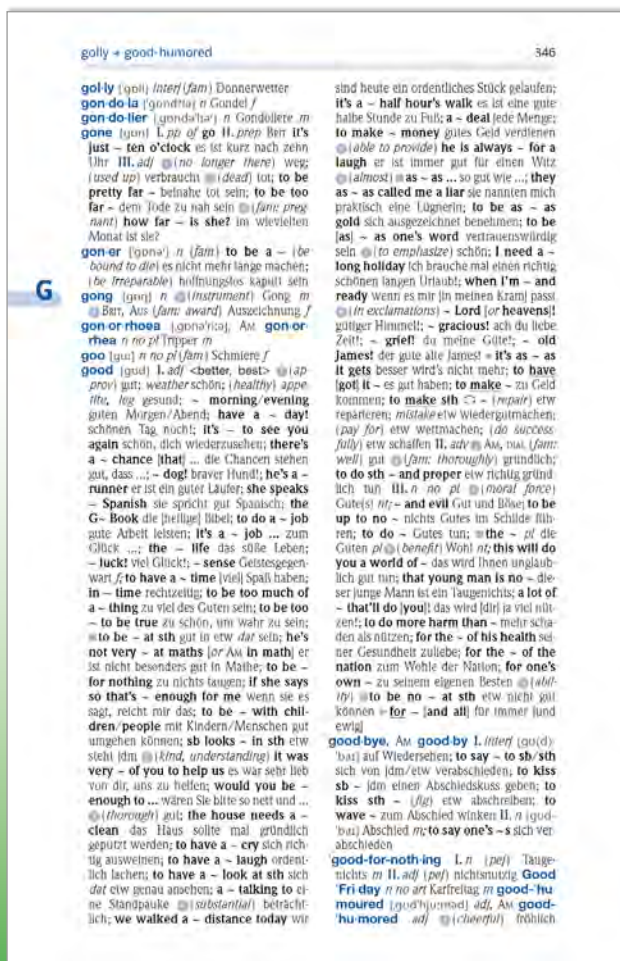 golly → good-humored
346
gol·ly [ˈgɒli] interj (fam) Donnerwetter
gon·do·la [ˈgɒndᵊlə] n Gondel f
gon·do·lier [ˌgɒndəˈliəʳ] n Gondoliere m
gone [gɒn] I. pp of go II. prep BRIT it's
just ~ ten o'clock es ist kurz nach zehn
Uhr III. adj (no longer there) weg;
(used up) verbraucht (dead) tot; to be
pretty far ~ beinahe tot sein; to be too
far ~ dem Tode zu nah sein (fam: preg-
nant) how far ~ is she? im wievielten
Monat ist sie?
gon·er [ˈgɒnəʳ] n (fam) to be a ~ (be
bound to die) es nicht mehr lange machen;
(be irreparable) hoffnungslos kaputt sein
G
gong [gɒŋ] n (instrument) Gong m
BRIT, AUS (fam: award) Auszeichnung f
gon·or·rhoea [ˌgɒnəˈriːə], AM gon·or·
rhea n no pl Tripper m
goo [guː] n no pl (fam) Schmiere f
good [gʊd] I. adj <better, best> (ap-
prov) gut; weather schön; (healthy) appe-
tite, leg gesund; ~ morning/evening
guten Morgen/Abend; have a ~ day!
schönen Tag noch!; it's ~ to see you
again schön, dich wiederzusehen; there's
a ~ chance [that] ... die Chancen stehen
gut, dass ...; ~ dog! braver Hund!; he's a ~
runner er ist ein guter Läufer; she speaks
~ Spanish sie spricht gut Spanisch; the
G~ Book die [heilige] Bibel; to do a ~ job
gute Arbeit leisten; it's a ~ job ... zum
Glück ...; the ~ life das süße Leben;
~ luck! viel Glück!; ~ sense Geistesgegen-
wart f; to have a ~ time [viel] Spaß haben;
in ~ time rechtzeitig; to be too much of
a ~ thing zu viel des Guten sein; to be too
~ to be true zu schön, um wahr zu sein;
to be ~ at sth gut in etw dat sein; he's
not very ~ at maths [or AM in math] er
ist nicht besonders gut in Mathe; to be ~
for nothing zu nichts taugen; if she says
so that's ~ enough for me wenn sie es
sagt, reicht mir das; to be ~ with chil-
dren/people mit Kindern/Menschen gut
umgehen können; sb looks ~ in sth etw
steht jdm (kind, understanding) it was
very ~ of you to help us es war sehr lieb
von dir, uns zu helfen; would you be ~
enough to ... wären Sie bitte so nett und ...
(thorough) gut; the house needs a ~
clean das Haus sollte mal gründlich
geputzt werden; to have a ~ cry sich rich-
tig ausweinen; to have a ~ laugh ordent-
lich lachen; to have a ~ look at sth sich
dat etw genau ansehen; a ~ talking to ei-
ne Standpauke (substantial) beträcht-
lich; we walked a ~ distance today wir
sind heute ein ordentliches Stück gelaufen;
it's a ~ half hour's walk es ist eine gute
halbe Stunde zu Fuß; a ~ deal jede Menge;
to make ~ money gutes Geld verdienen
(able to provide) he is always ~ for a
laugh er ist immer gut für einen Witz
(almost) as ~ as ... so gut wie ...; they
as ~ as called me a liar sie nannten mich
praktisch eine Lügnerin; to be as ~ as
gold sich ausgezeichnet benehmen; to be
[as] ~ as one's word vertrauenswürdig
sein (to emphasize) schön; I need a ~
long holiday ich brauche mal einen richtig
schönen langen Urlaub!; when I'm ~ and
ready wenn es mir [in meinen Kram] passt
(in exclamations) ~ Lord [or heavens]!
gütiger Himmel!; ~ gracious! ach du liebe
Zeit!; ~ grief! du meine Güte!; ~ old
James! der gute alte James! it's as ~ as
it gets besser wird's nicht mehr; to have
[got] it ~ es gut haben; to make ~ zu Geld
kommen; to make sth ~ (repair) etw
reparieren; mistake etw wiedergutmachen;
(pay for) etw wettmachen; (do success-
fully) etw schaffen II. adv AM, DIAL (fam:
well) gut (fam: thoroughly) gründlich;
to do sth ~ and proper etw richtig gründ-
lich tun III. n no pl (moral force)
Gute(s) nt; ~ and evil Gut und Böse; to be
up to no ~ nichts Gutes im Schilde füh-
ren; to do ~ Gutes tun; the ~ pl die
Guten pl (benefit) Wohl nt; this will do
you a world of ~ das wird Ihnen unglaub-
lich gut tun; that young man is no ~ die-
ser junge Mann ist ein Taugenichts; a lot of
~ that'll do [you]! das wird [dir] ja viel nüt-
zen!; to do more harm than ~ mehr scha-
den als nützen; for the ~ of his health sei-
ner Gesundheit zuliebe; for the ~ of the
nation zum Wohle der Nation; for one's
own ~ zu seinem eigenen Besten (abil-
ity) to be no ~ at sth etw nicht gut
können for ~ [and all] für immer [und
ewig]
good·bye, AM good·by I. interj [gʊ(d)ˈ
baɪ] auf Wiedersehen; to say ~ to sb/sth
sich von jdm/etw verabschieden; to kiss
sb ~ jdm einen Abschiedskuss geben; to
kiss sth ~ (fig) etw abschreiben; to
wave ~ zum Abschied winken II. n [gʊdˈ
baɪ] Abschied m; to say one's ~s sich ver-
abschieden
ˈgood-for-noth·ing I. n (pej) Tauge-
nichts m II. adj (pej) nichtsnutzig Good
ˈFri·day n no art Karfreitag m good-ˈhu·
moured [ˌgʊdˈhjuːməd] adj, AM good-
ˈhu·mored adj (cheerful) fröhlich